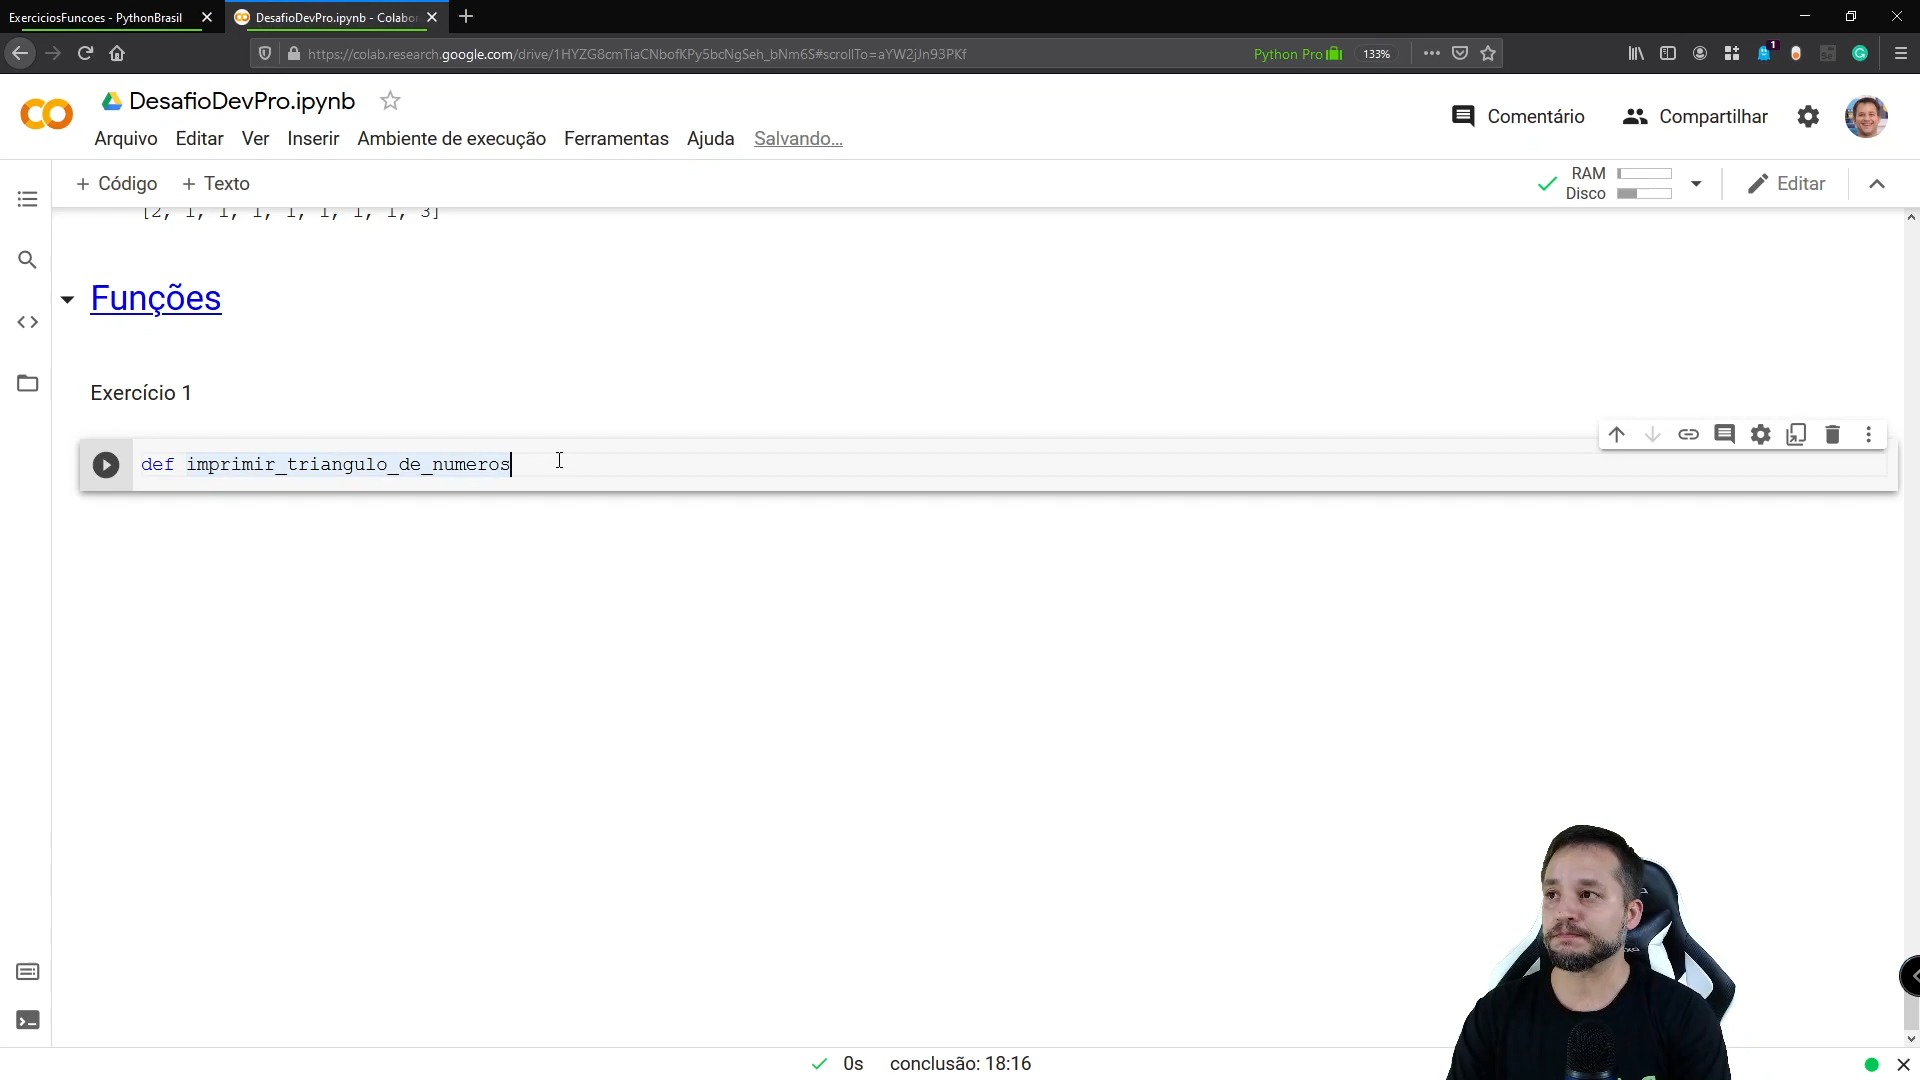 ExerciciosFuncoes - PythonBrasil
DesafioDevPro.ipynb - Colabor
https://colab.research.google.com/drive/1HYZG8cmTiaCNbofKPy5bcNgSeh_bNm6S#scrollTo=aYW2jJn93PKf
Python Pro
133%
1
DesafioDevPro.ipynb
Comentário
Compartilhar
Arquivo Editar Ver Inserir Ambiente de execução Ferramentas Ajuda Salvando...
+ Código + Texto
RAM
Disco
Editar
[2, 1, 1, 1, 1, 1, 1, 1, 3]
Funções
Exercício 1
def imprimir_triangulo_de_numeros
0s conclusão: 18:16